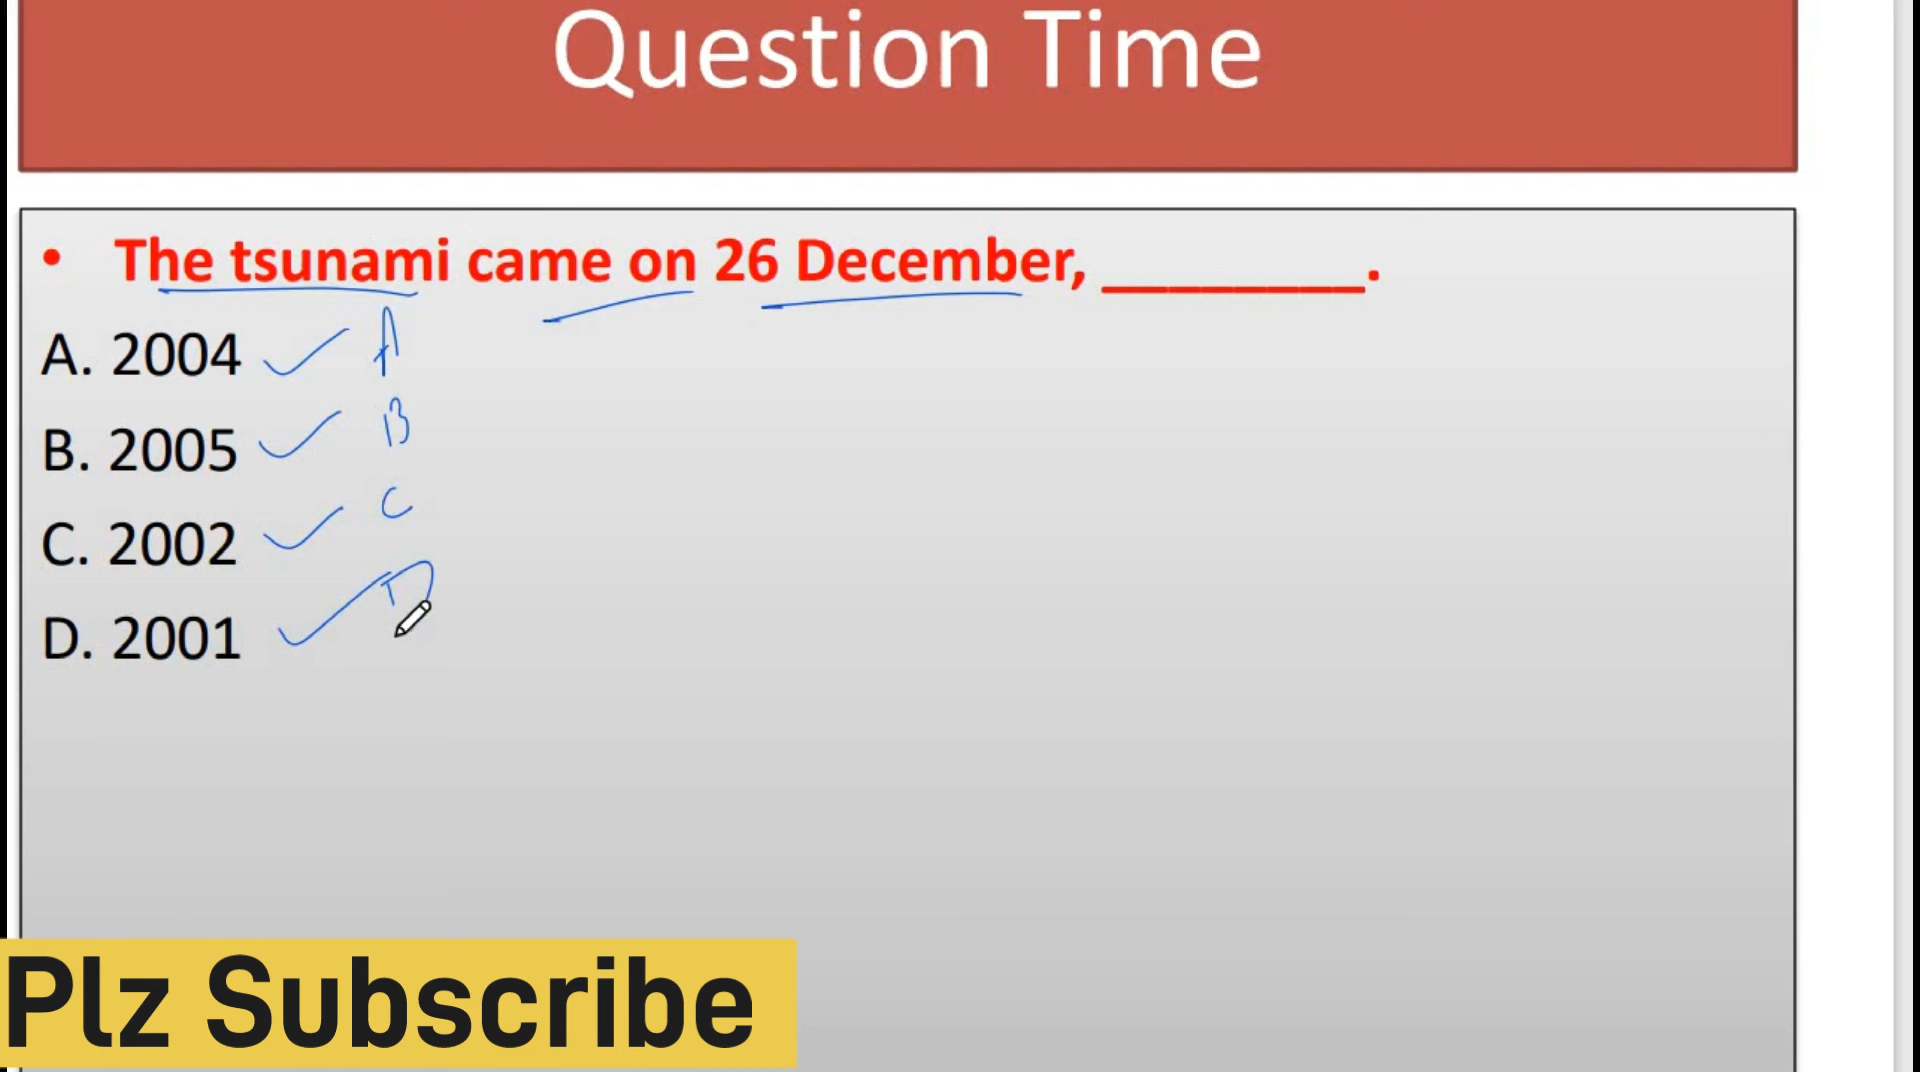 Question Time
• The tsunami came on 26 December, ________.
A. 2004 A
B. 2005 B
C. 2002 C
D. 2001 D
Plz Subscribe